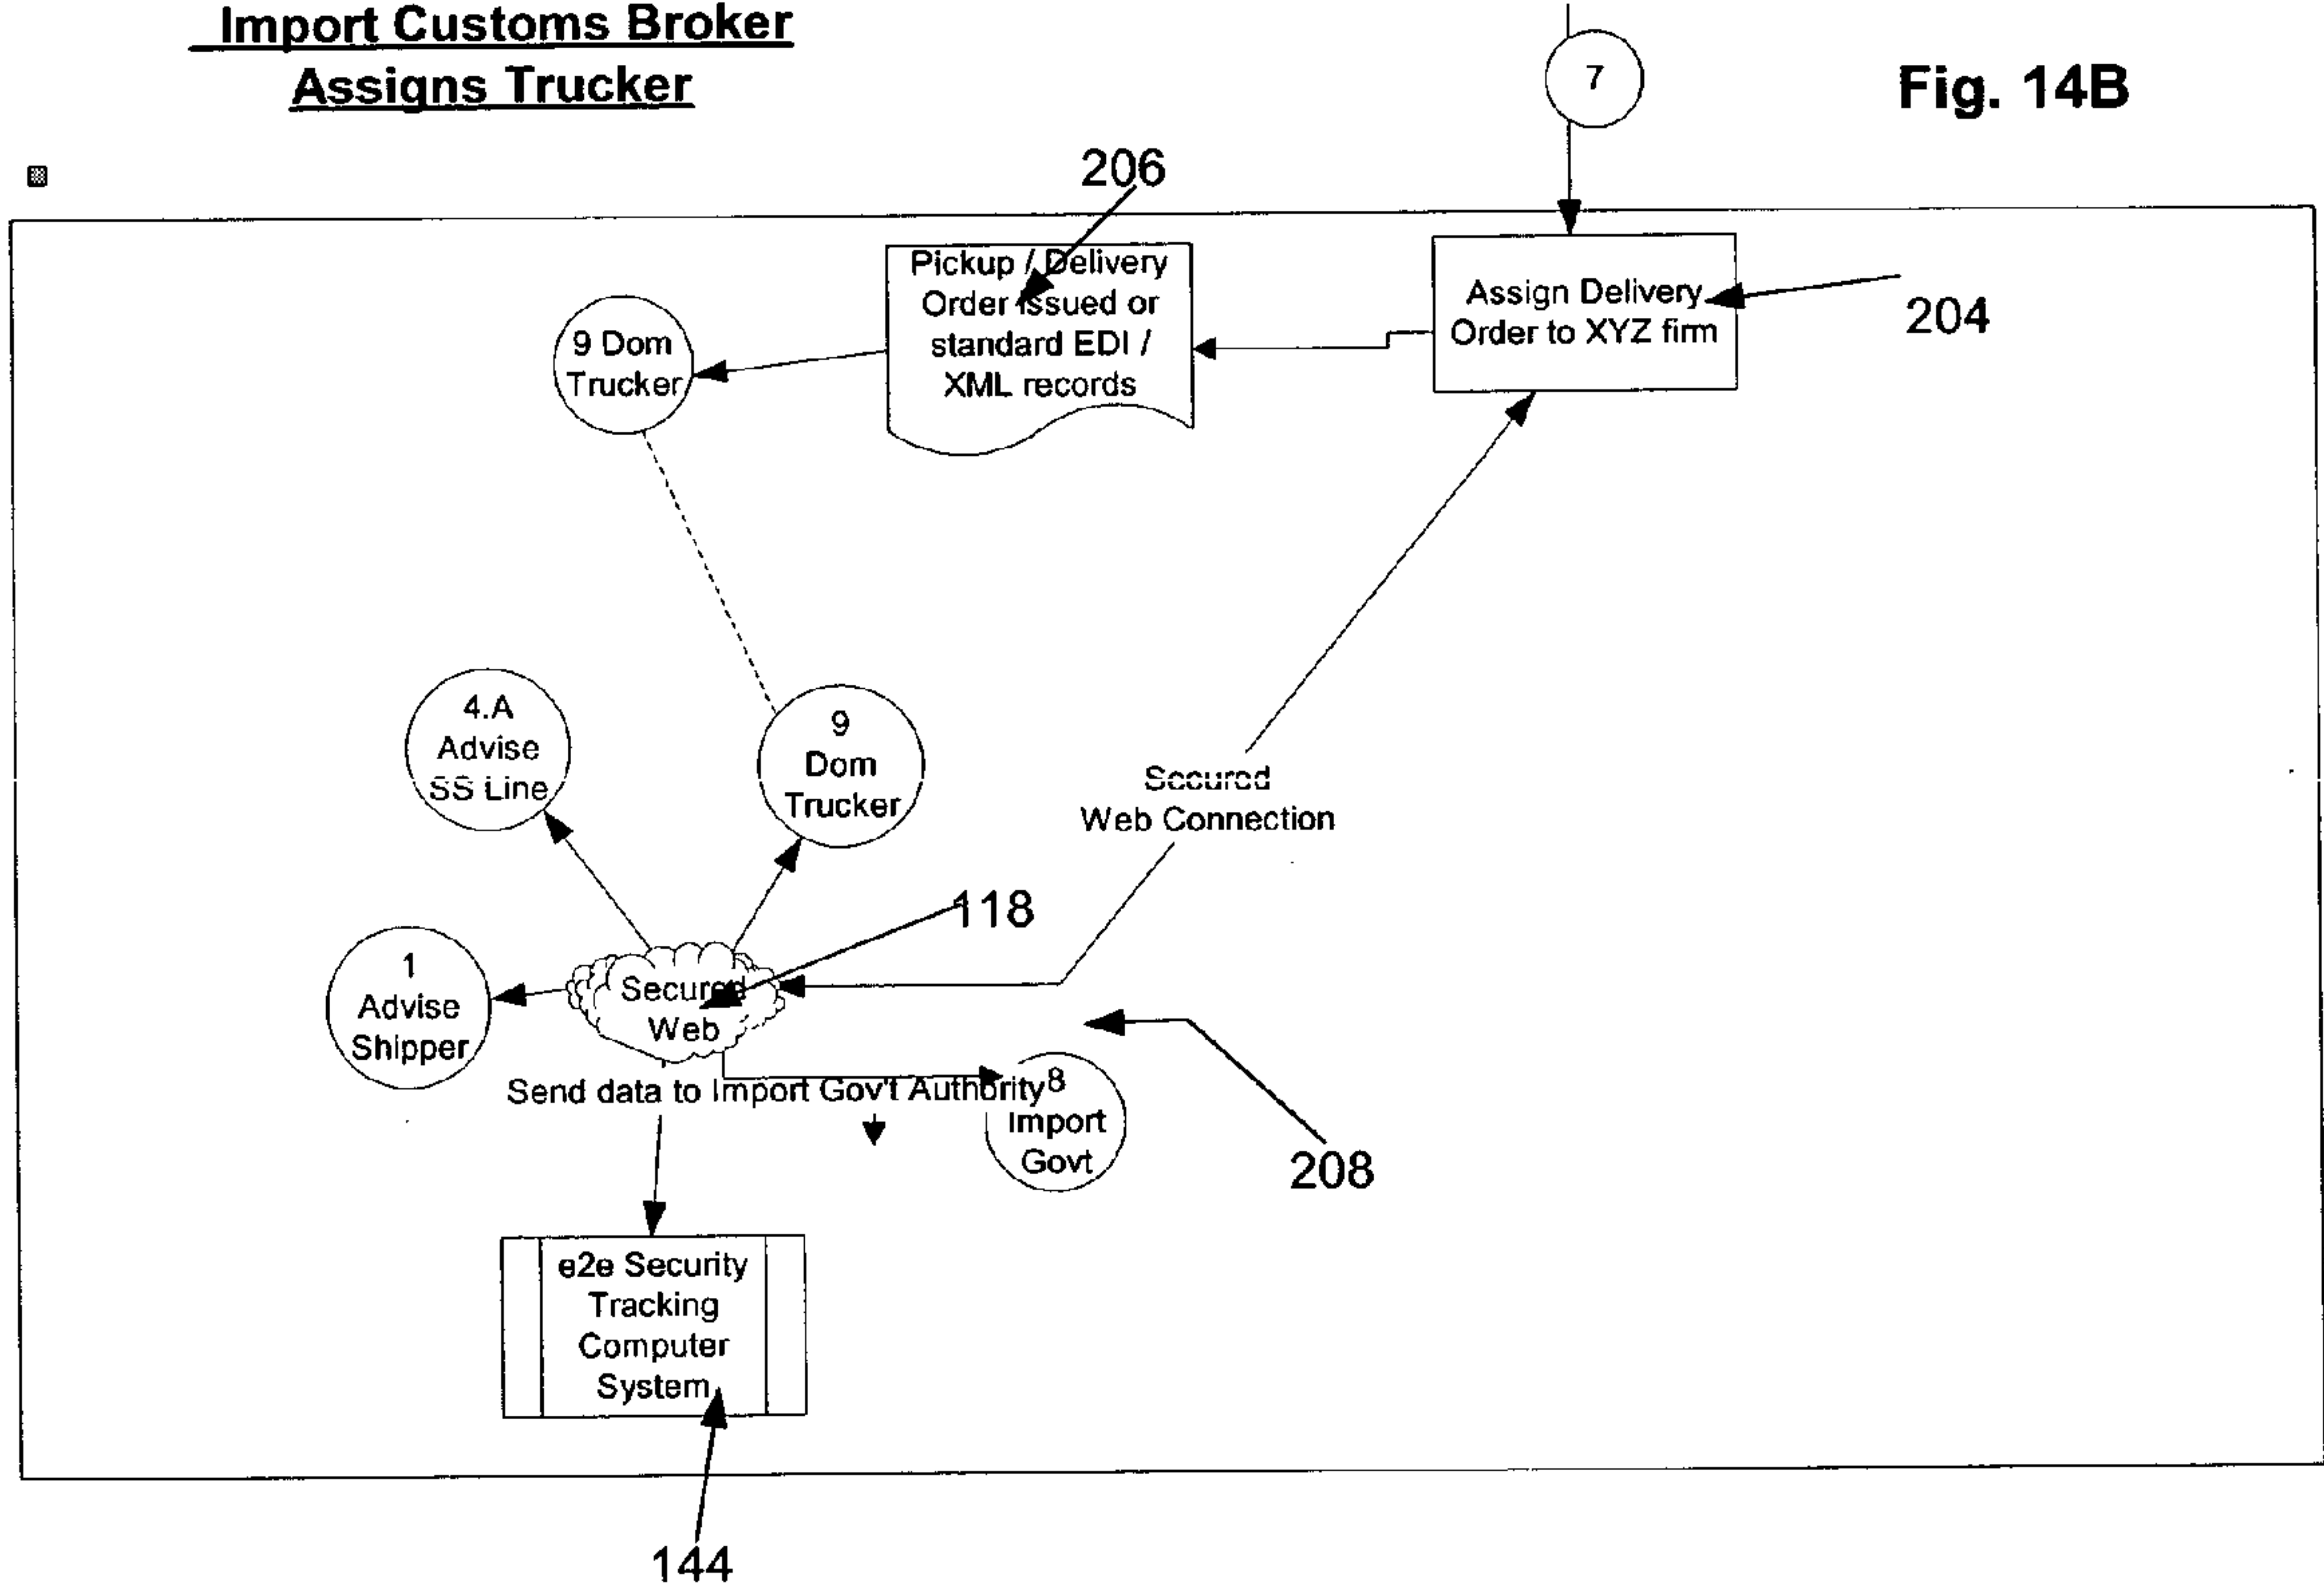 Import Customs Broker
Assigns Trucker
7
Fig. 14B
206
Pickup / Delivery
Order Issued or
standard EDI /
XML records
Assign Delivery
Order to XYZ firm
204
9 Dom
Trucker
4.A
Advise
SS Line
9
Dom
Trucker
Secured
Web Connection
118
1
Advise
Shipper
Secured
Web
Send data to Import Gov't Authority
8
Import
Govt
208
e2e Security
Tracking
Computer
System
144